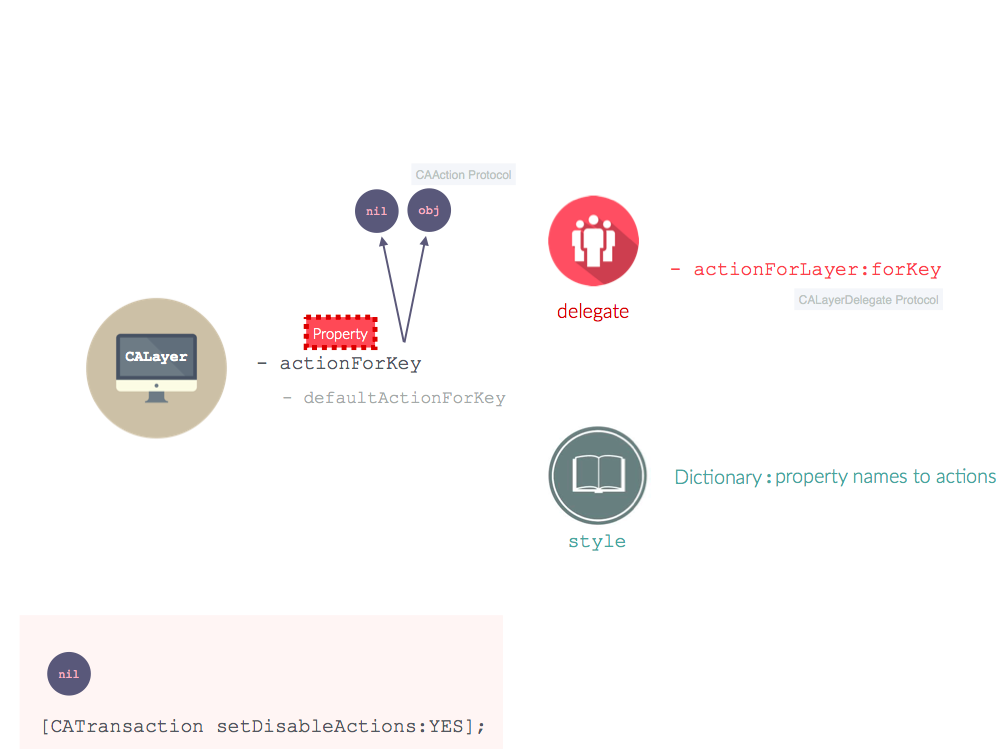 CAAction Protocol
nil
obj
- actionForLayer:forKey
CALayerDelegate Protocol
delegate
Property
CALayer
- actionForKey
- defaultActionForKey
Dictionary : property names to actions
style
nil
[CATransaction setDisableActions:YES];